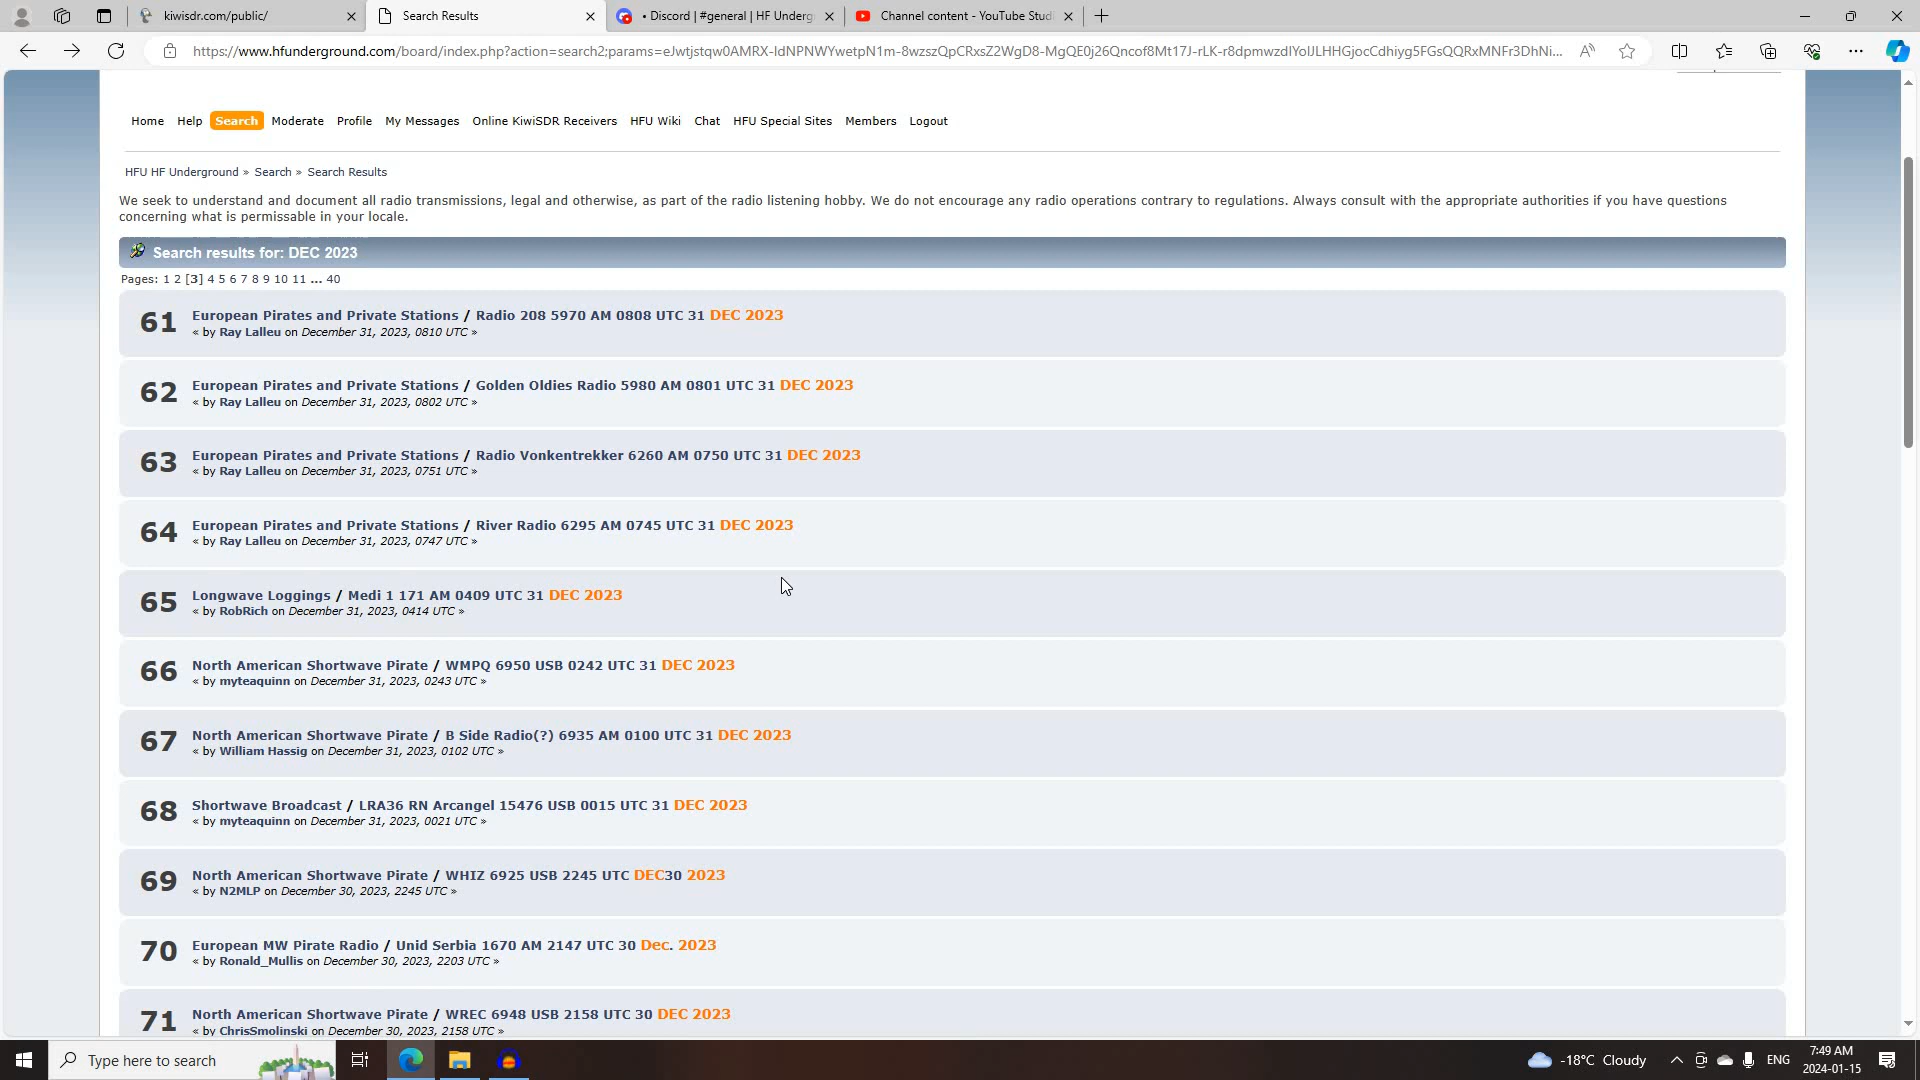 kiwisdr.com/public/
Search Results
• Discord | #general | HF Underg
Channel content - YouTube Studi
https://www.hfunderground.com/board/index.php?action=search2;params=eJwtjstqw0AMRX-ldNPNWYwetpN1m-8wzszQpCRxsZ2WgD8-MgQE0j26Qncof8Mt17J-rLK-r8dpmwzdlYolJLHHGjocCdhiyg5FGsQQRxMNFr3DhNi...
Home Help Search Moderate Profile My Messages Online KiwiSDR Receivers HFU Wiki Chat HFU Special Sites Members Logout
HFU HF Underground » Search » Search Results
We seek to understand and document all radio transmissions, legal and otherwise, as part of the radio listening hobby. We do not encourage any radio operations contrary to regulations. Always consult with the appropriate authorities if you have questions
concerning what is permissable in your locale.
Search results for: DEC 2023
Pages: 1 2 [3] 4 5 6 7 8 9 10 11 ... 40
61 European Pirates and Private Stations / Radio 208 5970 AM 0808 UTC 31 DEC 2023
« by Ray Lalleu on December 31, 2023, 0810 UTC »
62 European Pirates and Private Stations / Golden Oldies Radio 5980 AM 0801 UTC 31 DEC 2023
« by Ray Lalleu on December 31, 2023, 0802 UTC »
63 European Pirates and Private Stations / Radio Vonkentrekker 6260 AM 0750 UTC 31 DEC 2023
« by Ray Lalleu on December 31, 2023, 0751 UTC »
64 European Pirates and Private Stations / River Radio 6295 AM 0745 UTC 31 DEC 2023
« by Ray Lalleu on December 31, 2023, 0747 UTC »
65 Longwave Loggings / Medi 1 171 AM 0409 UTC 31 DEC 2023
« by RobRich on December 31, 2023, 0414 UTC »
66 North American Shortwave Pirate / WMPQ 6950 USB 0242 UTC 31 DEC 2023
« by myteaquinn on December 31, 2023, 0243 UTC »
67 North American Shortwave Pirate / B Side Radio(?) 6935 AM 0100 UTC 31 DEC 2023
« by William Hassig on December 31, 2023, 0102 UTC »
68 Shortwave Broadcast / LRA36 RN Arcangel 15476 USB 0015 UTC 31 DEC 2023
« by myteaquinn on December 31, 2023, 0021 UTC »
69 North American Shortwave Pirate / WHIZ 6925 USB 2245 UTC DEC30 2023
« by N2MLP on December 30, 2023, 2245 UTC »
70 European MW Pirate Radio / Unid Serbia 1670 AM 2147 UTC 30 Dec. 2023
« by Ronald_Mullis on December 30, 2023, 2203 UTC »
71 North American Shortwave Pirate / WREC 6948 USB 2158 UTC 30 DEC 2023
« by ChrisSmolinski on December 30, 2023, 2158 UTC »
Type here to search
-18°C Cloudy
ENG
7:49 AM
2024-01-15